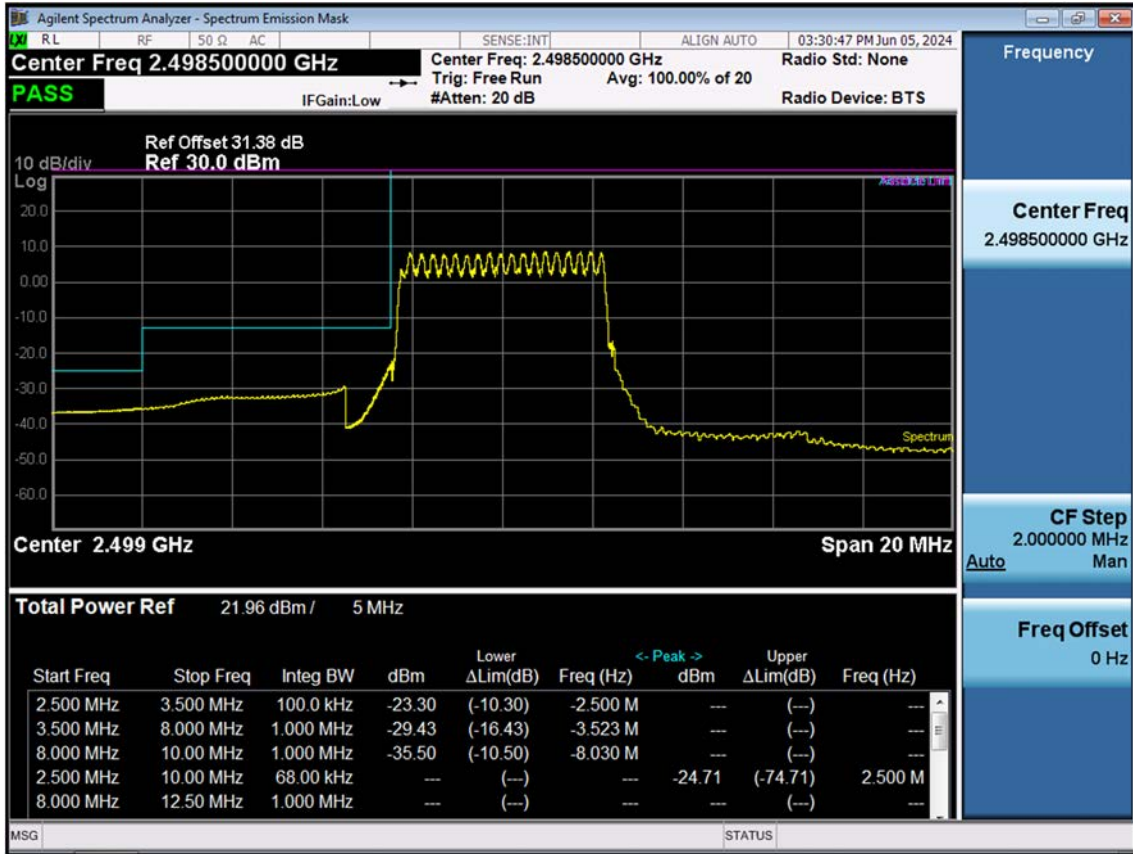 Agilent Spectrum Analyzer - Spectrum Emission Mask
LXI RL RF 50 Ω AC SENSE:INT ALIGN AUTO 03:30:47 PM Jun 05, 2024
Center Freq 2.498500000 GHz Center Freq: 2.498500000 GHz Radio Std: None
Trig: Free Run Avg: 100.00% of 20
PASS IFGain:Low #Atten: 20 dB Radio Device: BTS
Ref Offset 31.38 dB
10 dB/div Ref 30.0 dBm
Log
Absolute Limit
20.0
10.0
0.00
-10.0
-20.0
-30.0
-40.0
Spectrum
-50.0
-60.0
Center 2.499 GHz Span 20 MHz
Total Power Ref 21.96 dBm / 5 MHz
Lower <- Peak -> Upper
Start Freq Stop Freq Integ BW dBm ΔLim(dB) Freq (Hz) dBm ΔLim(dB) Freq (Hz)
2.500 MHz 3.500 MHz 100.0 kHz -23.30 (-10.30) -2.500 M --- (---) ---
3.500 MHz 8.000 MHz 1.000 MHz -29.43 (-16.43) -3.523 M --- (---) ---
8.000 MHz 10.00 MHz 1.000 MHz -35.50 (-10.50) -8.030 M --- (---) ---
2.500 MHz 10.00 MHz 68.00 kHz --- (---) --- -24.71 (-74.71) 2.500 M
8.000 MHz 12.50 MHz 1.000 MHz --- (---) --- --- (---) ---
MSG STATUS
Frequency
Center Freq
2.498500000 GHz
CF Step
2.000000 MHz
Auto Man
Freq Offset
0 Hz